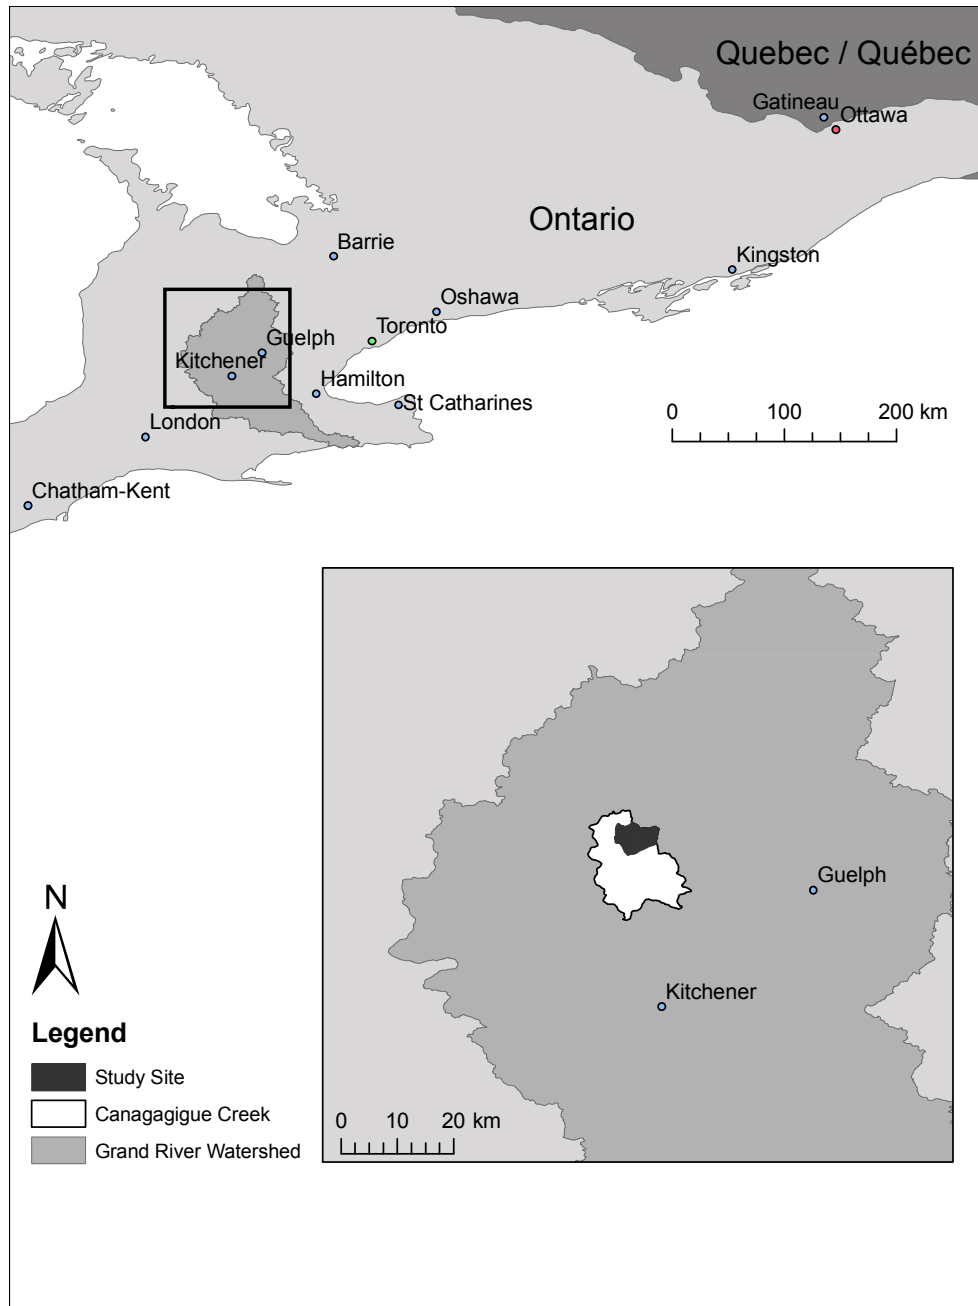 Quebec / Québec
Gatineau
Ottawa
Ontario
Barrie
Kingston
Oshawa
Toronto
Guelph
Kitchener
Hamilton
St Catharines
London
0 100 200 km
Chatham-Kent
Guelph
N
Kitchener
Legend
Study Site
Canagagigue Creek
Grand River Watershed
0 10 20 km